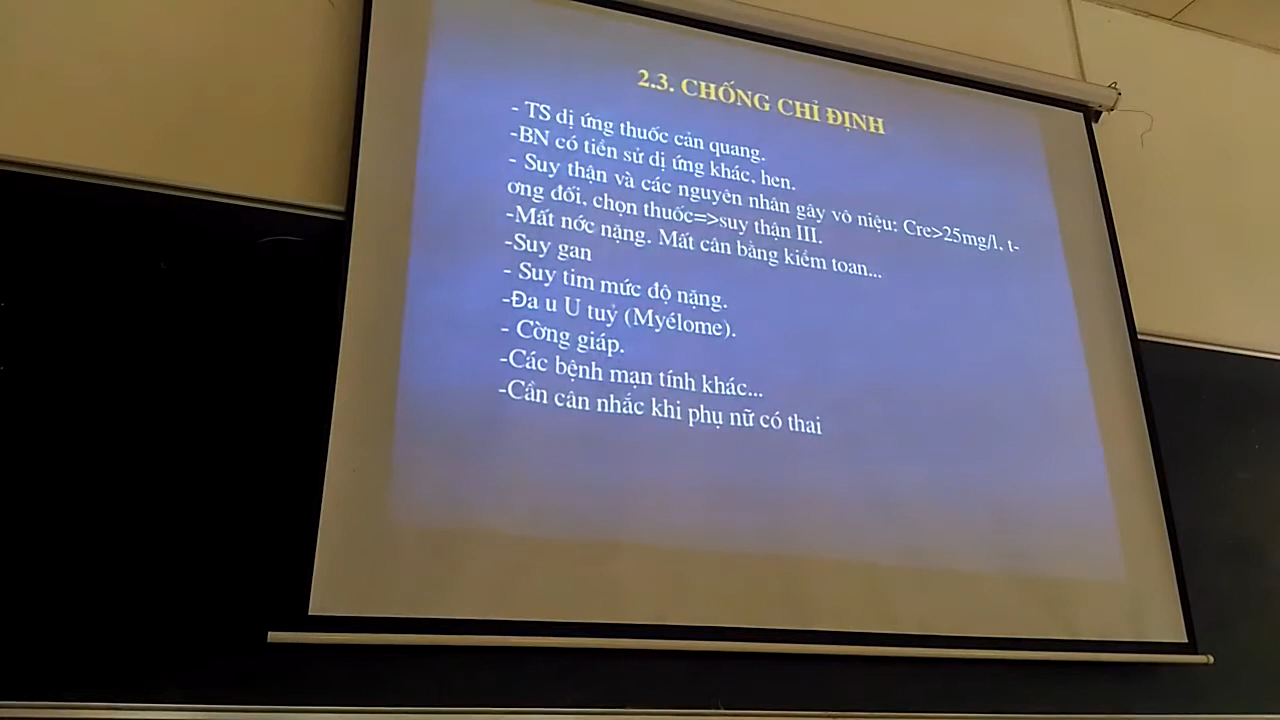 2.3. CHỐNG CHỈ ĐỊNH
- TS dị ứng thuốc cản quang.
-BN có tiền sử dị ứng khác, hen.
- Suy thận và các nguyên nhân gây vô niệu: Cre>25mg/l, t-
ơng đối, chọn thuốc=>suy thận III.
-Mất nớc nặng. Mất cân bằng kiềm toan...
-Suy gan
- Suy tim mức độ nặng.
-Đa u U tuỷ (Myélome).
- Cờng giáp.
-Các bệnh mạn tính khác...
-Cần cân nhắc khi phụ nữ có thai